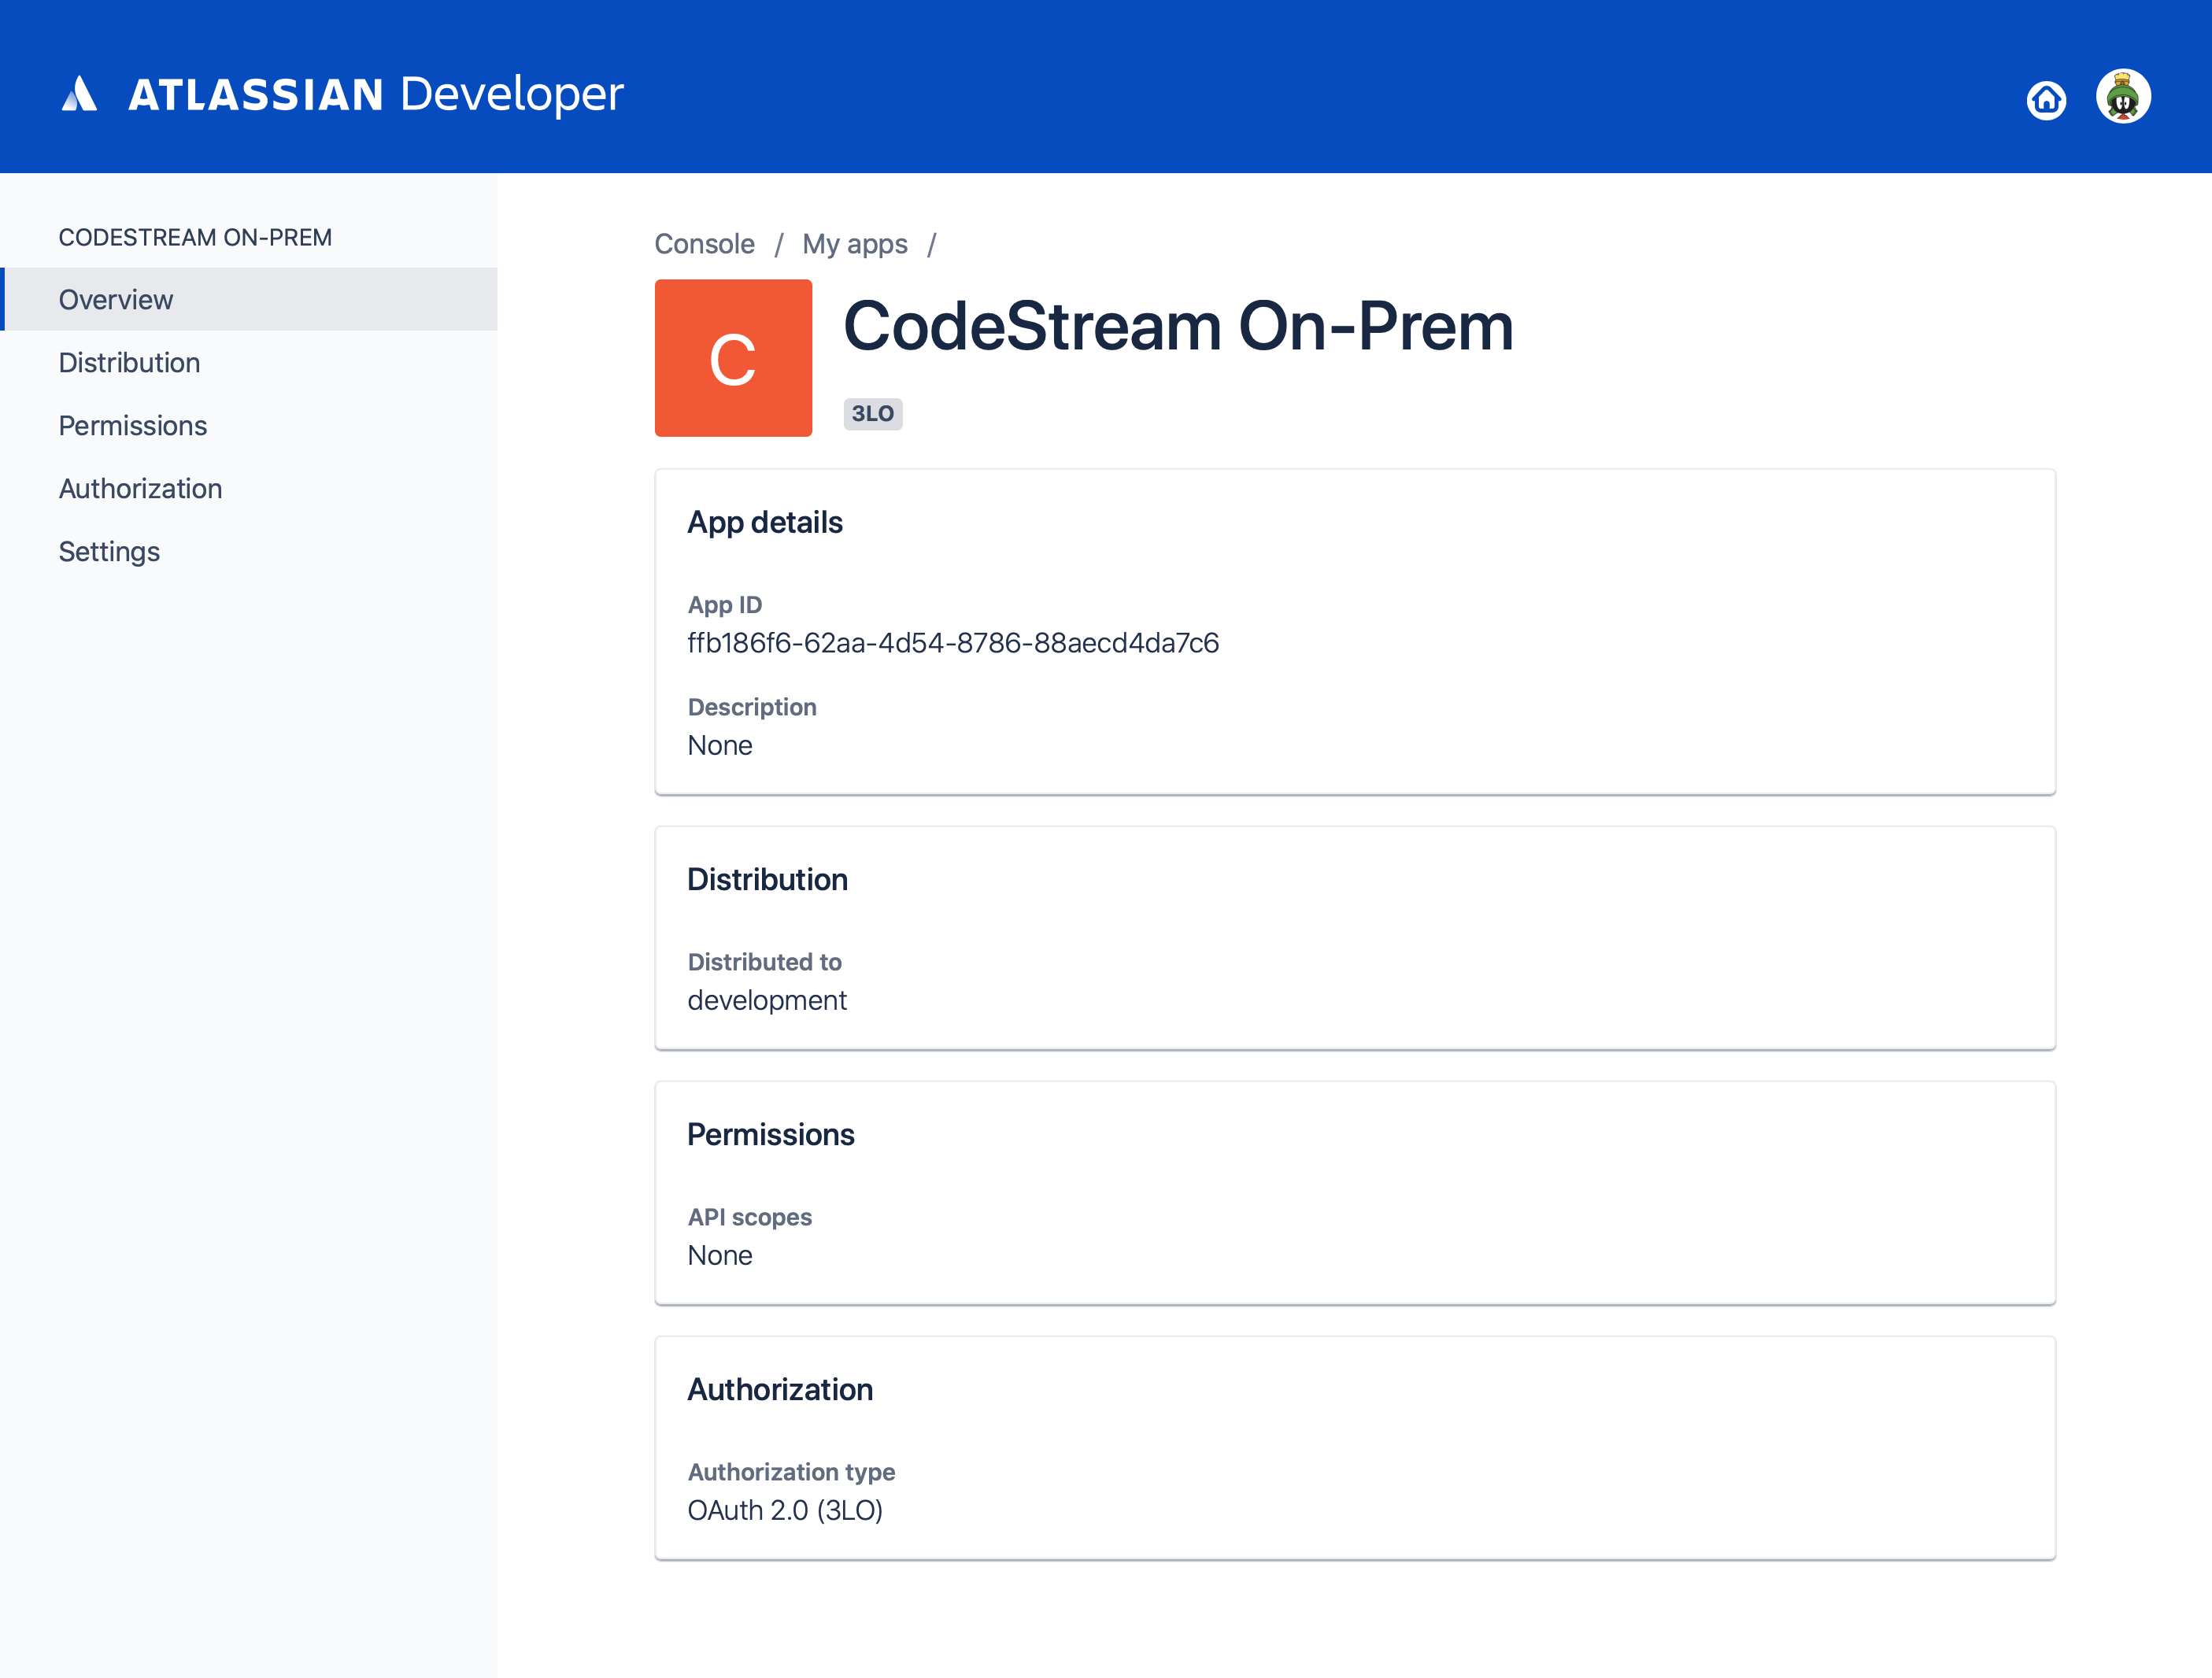 ATLASSIAN Developer
CODESTREAM ON-PREM
Overview
Distribution
Permissions
Authorization
Settings
Console / My apps /
C
CodeStream On-Prem
3LO
App details
App ID
ffb186f6-62aa-4d54-8786-88aecd4da7c6
Description
None
Distribution
Distributed to
development
Permissions
API scopes
None
Authorization
Authorization type
OAuth 2.0 (3LO)